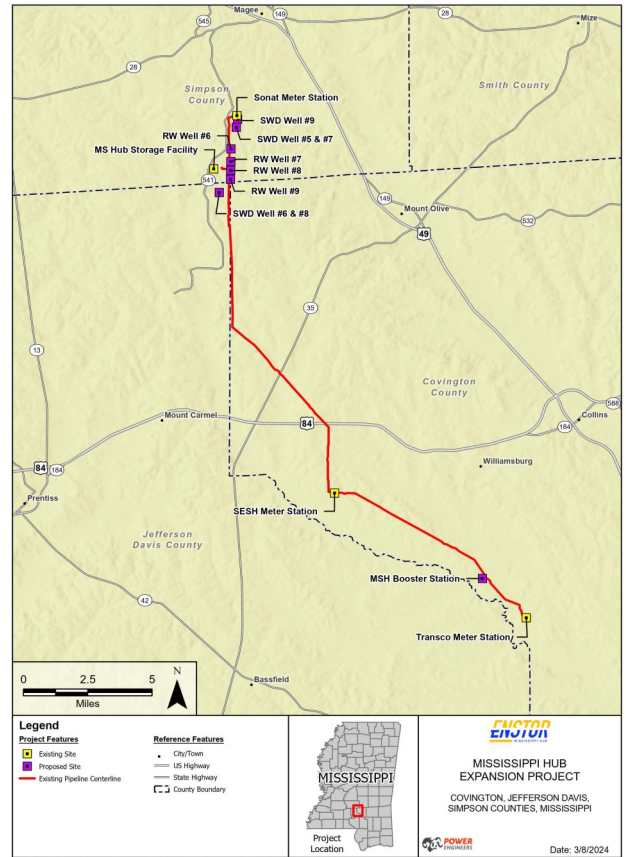 Magee
545
149
28
Mize
28
Simpson
County
Smith County
Sonat Meter Station
SWD Well #9
SWD Well #5 & #7
RW Well #6
MS Hub Storage Facility
RW Well #7
RW Well #8
541
RW Well #9
SWD Well #6 & #8
149
Mount Olive
532
49
35
13
Covington
County
588
Mount Carmel
84
184
Collins
84
184
Williamsburg
Prentiss
SESH Meter Station
Jefferson
Davis County
MSH Booster Station
42
Transco Meter Station
Bassfield
0 2.5 5
Miles
N
Legend
Project Features
Existing Site
Proposed Site
Existing Pipeline Centerline
Reference Features
City/Town
US Highway
State Highway
County Boundary
MISSISSIPPI
Project
Location
ENSTOR
MISSISSIPPI HUB
MISSISSIPPI HUB
EXPANSION PROJECT
COVINGTON, JEFFERSON DAVIS,
SIMPSON COUNTIES, MISSISSIPPI
POWER
ENGINEERS
Date: 3/8/2024